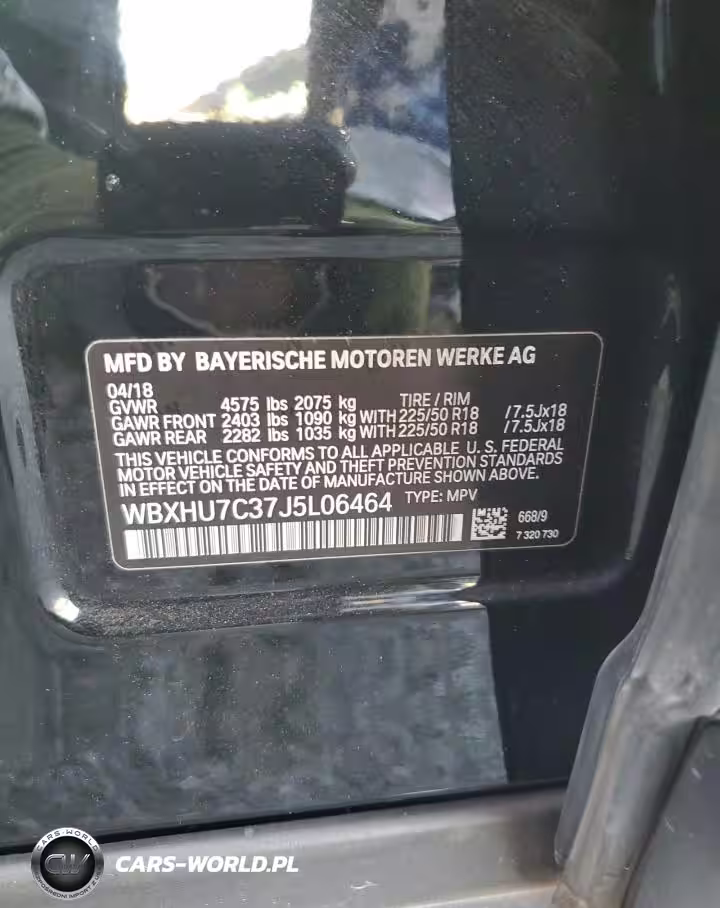 MFD BY BAYERISCHE MOTOREN WERKE AG
04/18
GVWR 4575 lbs 2075 kg TIRE / RIM
GAWR FRONT 2403 lbs 1090 kg WITH 225/50 R18 /7.5Jx18
GAWR REAR 2282 lbs 1035 kg WITH 225/50 R18 /7.5Jx18
THIS VEHICLE CONFORMS TO ALL APPLICABLE U. S. FEDERAL
MOTOR VEHICLE SAFETY AND THEFT PREVENTION STANDARDS
IN EFFECT ON THE DATE OF MANUFACTURE SHOWN ABOVE.
WBXHU7C37J5L06464 TYPE: MPV
668/9
7 320 730
CARS-WORLD
CW
CARS-WORLD.PL